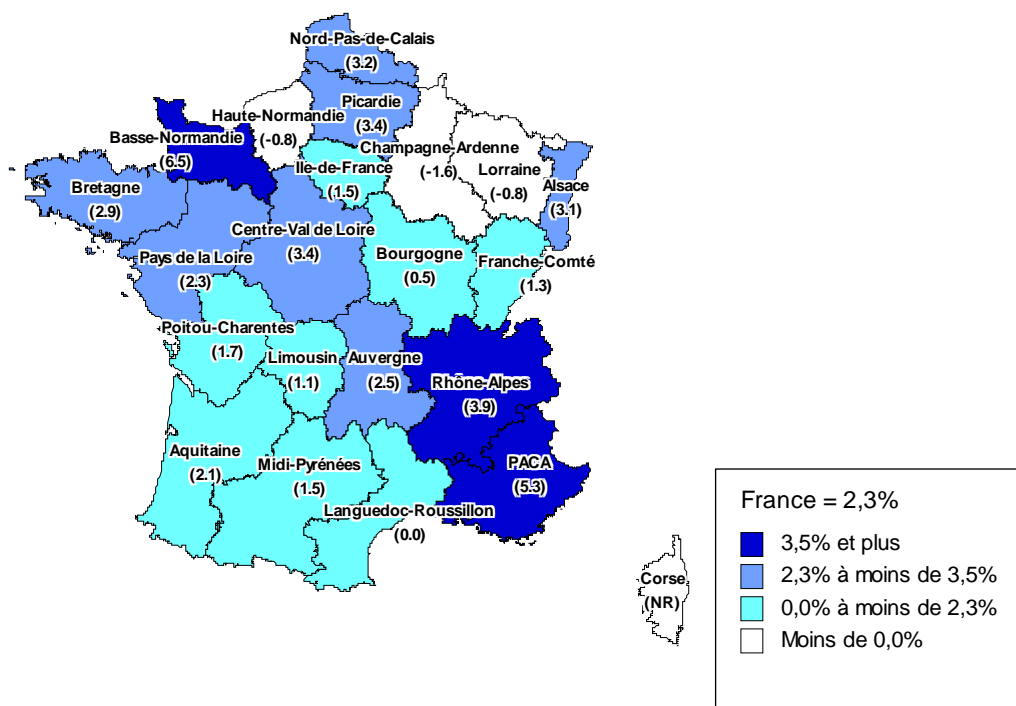 Nord-Pas-de-Calais
(3.2)
Picardie
(3.4)
Haute-Normandie
(-0.8)
Basse-Normandie
(6.5)
Champagne-Ardenne
(-1.6)
Ile-de-France
(1.5)
Lorraine
(-0.8)
Alsace
(3.1)
Bretagne
(2.9)
Centre-Val de Loire
(3.4)
Pays de la Loire
(2.3)
Bourgogne
(0.5)
Franche-Comté
(1.3)
Poitou-Charentes
(1.7)
Limousin
(1.1)
Auvergne
(2.5)
Rhône-Alpes
(3.9)
Aquitaine
(2.1)
Midi-Pyrénées
(1.5)
PACA
(5.3)
Languedoc-Roussillon
(0.0)
Corse
(NR)
France = 2,3%
3,5% et plus
2,3% à moins de 3,5%
0,0% à moins de 2,3%
Moins de 0,0%